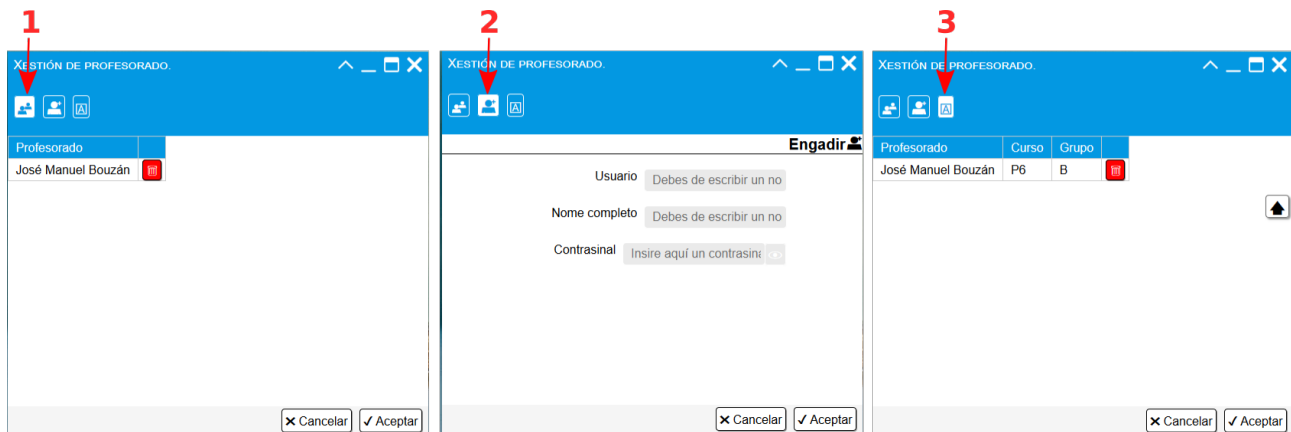 1
2
3
XESTIÓN DE PROFESORADO.
Profesorado
José Manuel Bouzán
Cancelar
Aceptar
XESTIÓN DE PROFESORADO.
A
Engadir
Usuario
Debes de escribir un no
Nome completo
Debes de escribir un no
Contrasinal
Insire aquí un contrasina
Cancelar
Aceptar
XESTIÓN DE PROFESORADO.
A
Profesorado Curso Grupo
José Manuel Bouzán P6 B
Cancelar
Aceptar